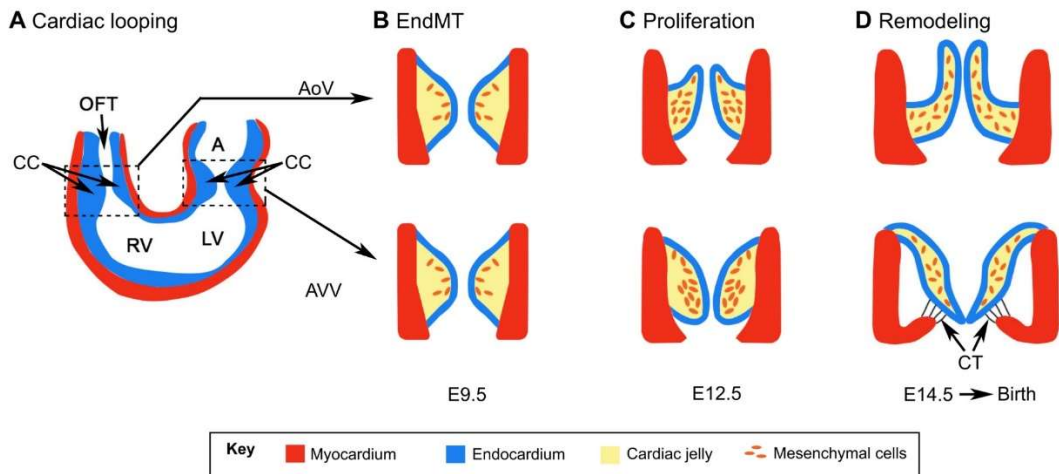 A Cardiac looping
B EndMT
C Proliferation
D Remodeling
AoV
OFT
A
CC
CC
RV
LV
AVV
CT
E9.5
E12.5
E14.5 Birth
Key Myocardium Endocardium Cardiac jelly Mesenchymal cells